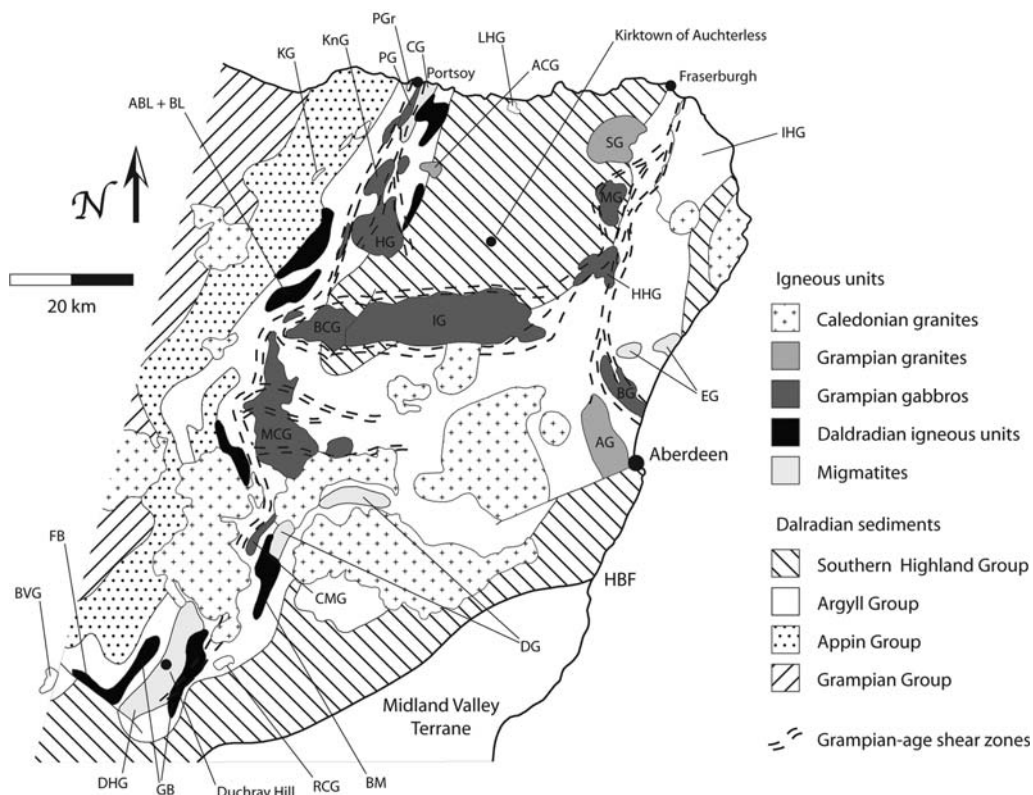 PGr
KnG
CG
PG
LHG
Kirktown of Auchterless
KG
Portsoy
ACG
Fraserburgh
ABL + BL
IHG
SG
N
MG
HG
20 km
HHG
BCG
IG
EG
BG
MCG
AG
Aberdeen
FB
HBF
BVG
CMG
DG
Midland Valley
Terrane
DHG
GB
Duchray Hill
RCG
BM
Igneous units
Caledonian granites
Grampian granites
Grampian gabbros
Daldradian igneous units
Migmatites
Dalradian sediments
Southern Highland Group
Argyll Group
Appin Group
Grampian Group
Grampian-age shear zones